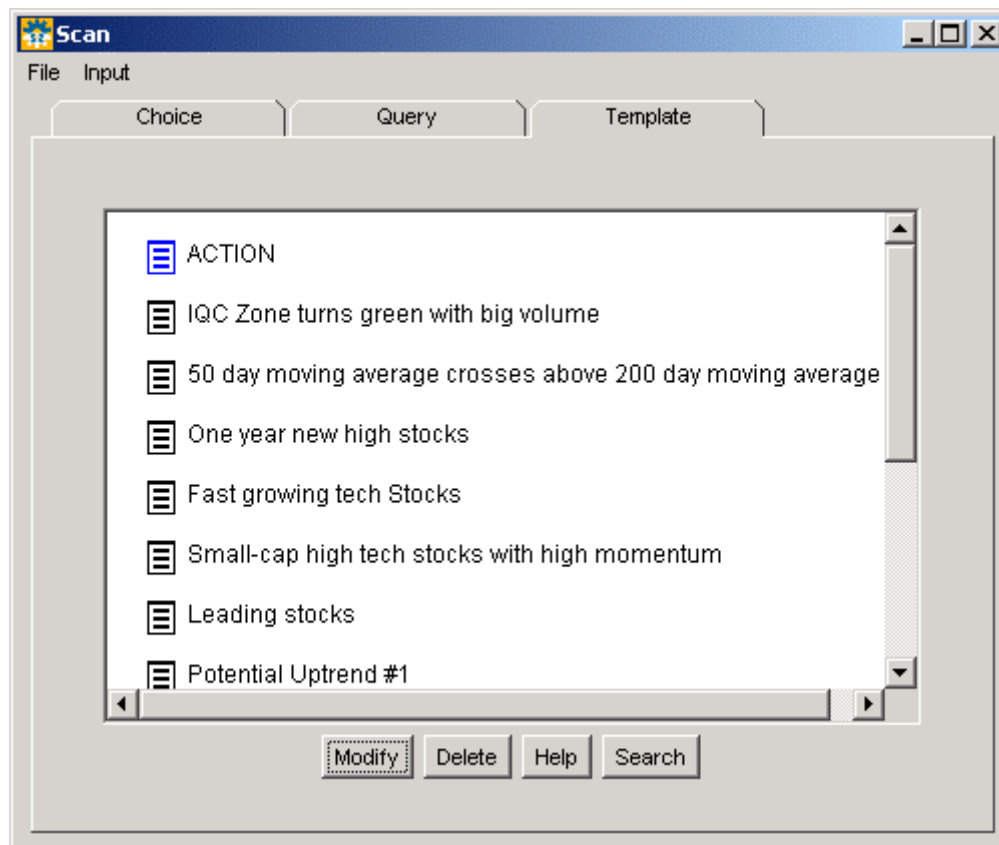 Scan
File Input
Choice Query Template
ACTION
IQC Zone turns green with big volume
50 day moving average crosses above 200 day moving average
One year new high stocks
Fast growing tech Stocks
Small-cap high tech stocks with high momentum
Leading stocks
Potential Uptrend #1
Modify Delete Help Search